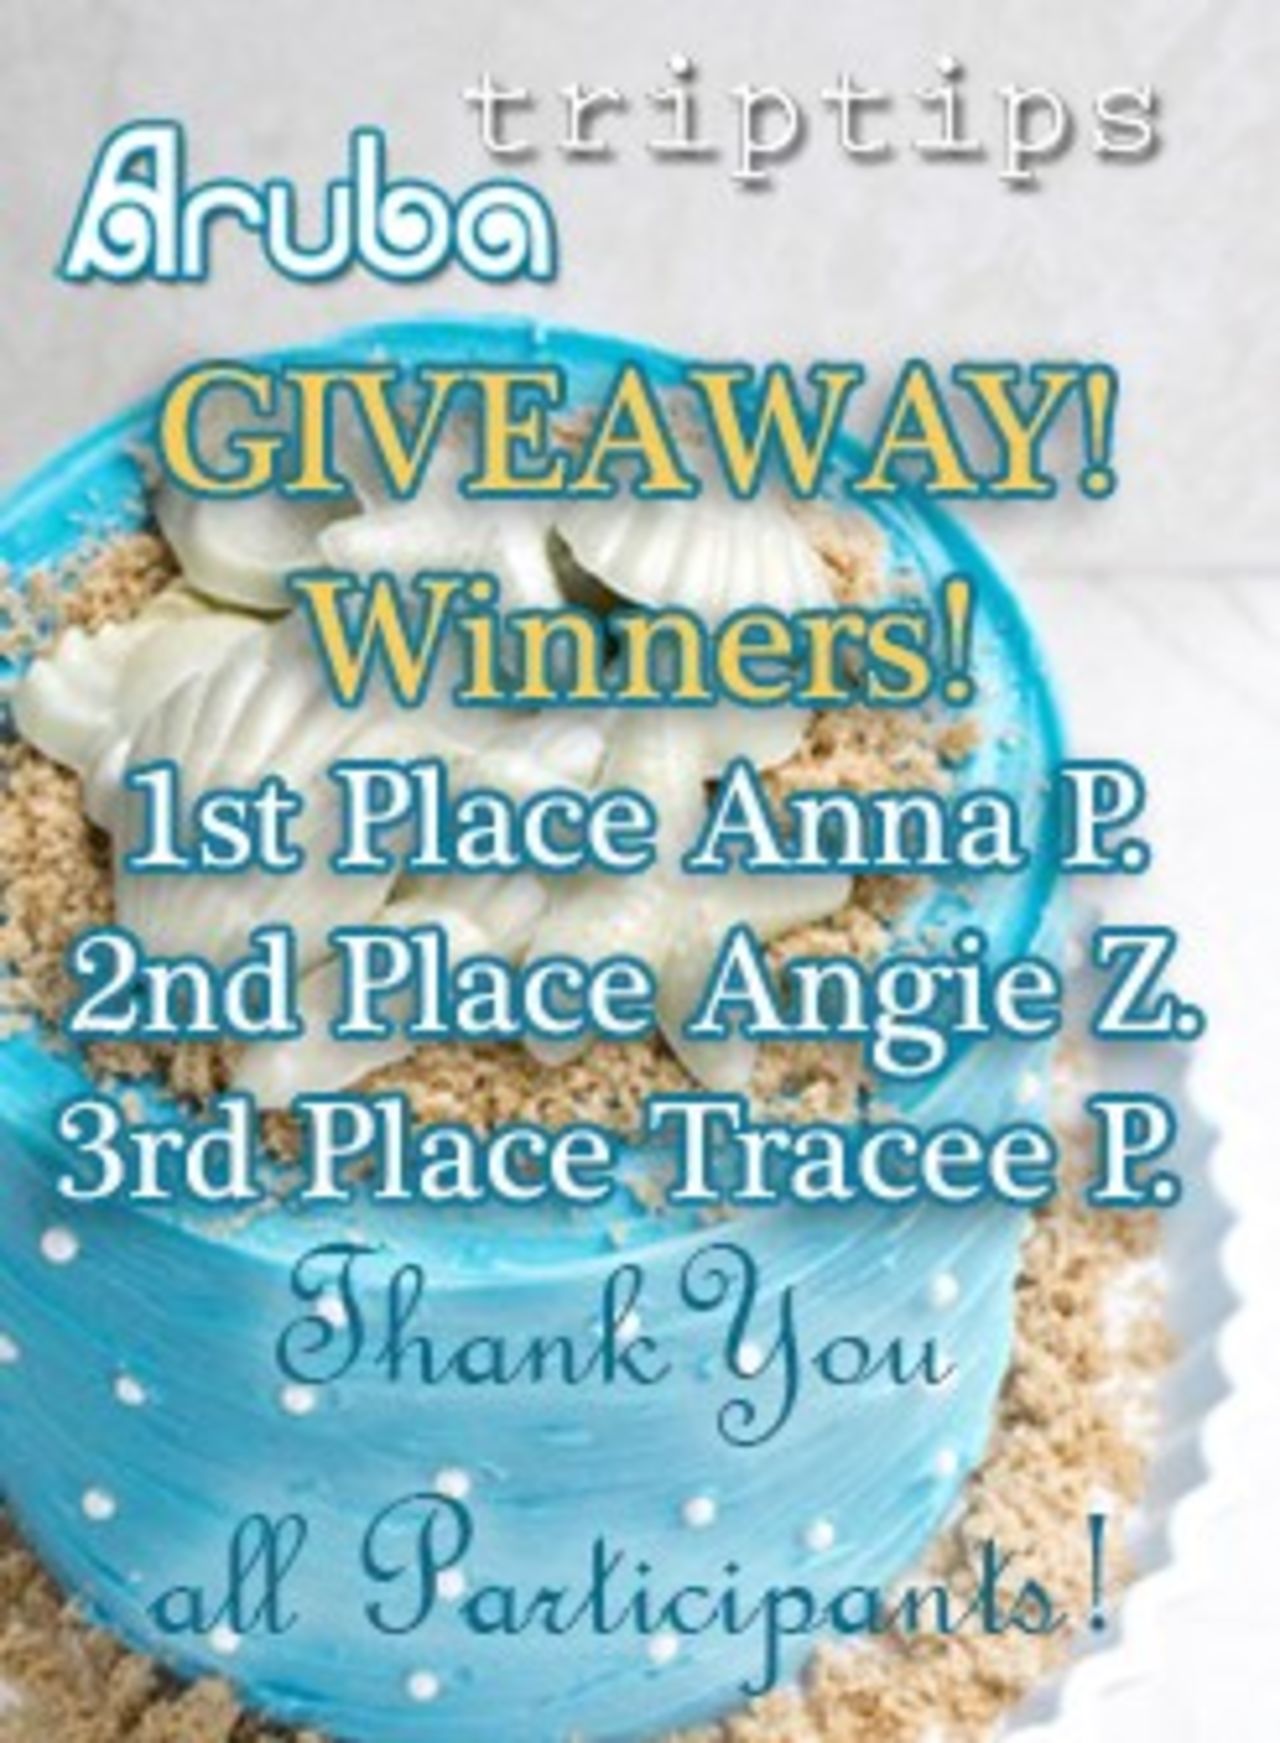 triptips
Aruba
GIVEAWAY!
Winners!
1st Place Anna P.
2nd Place Angie Z.
3rd Place Tracee P.
Thank You
all Participants!